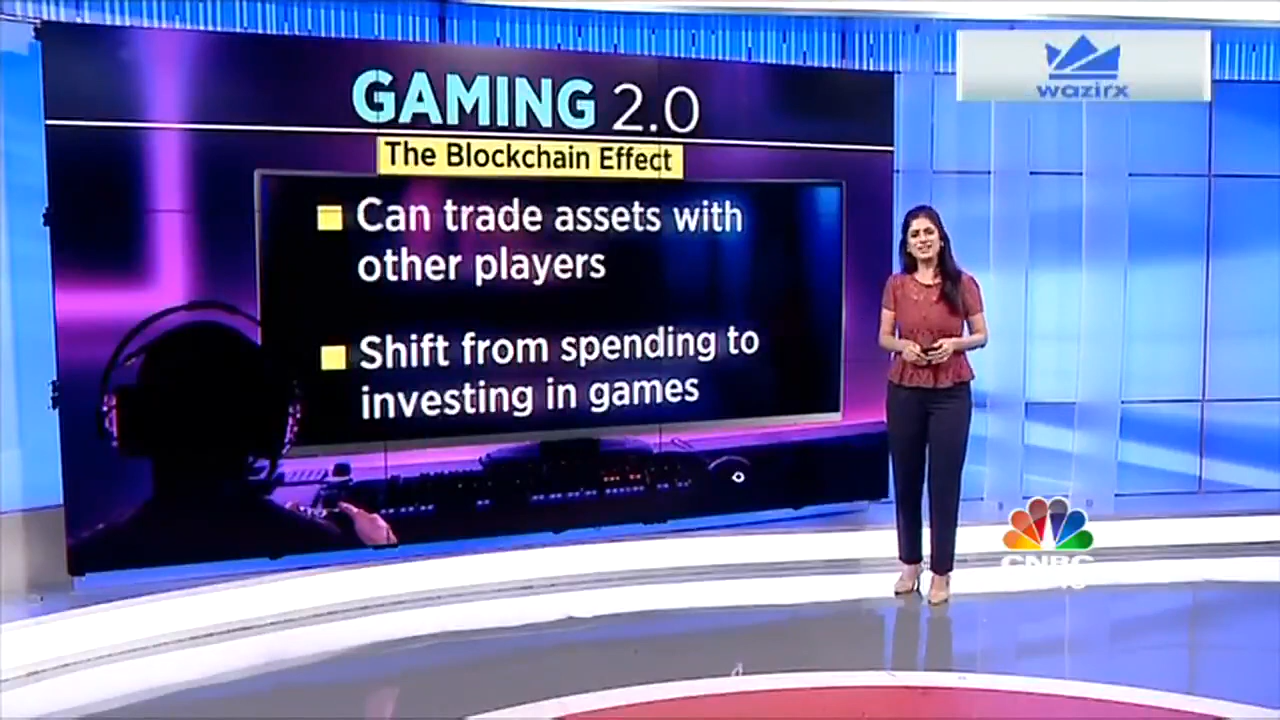 GAMING 2.0
wazirx
The Blockchain Effect
Can trade assets with
other players
Shift from spending to
investing in games
CNBC